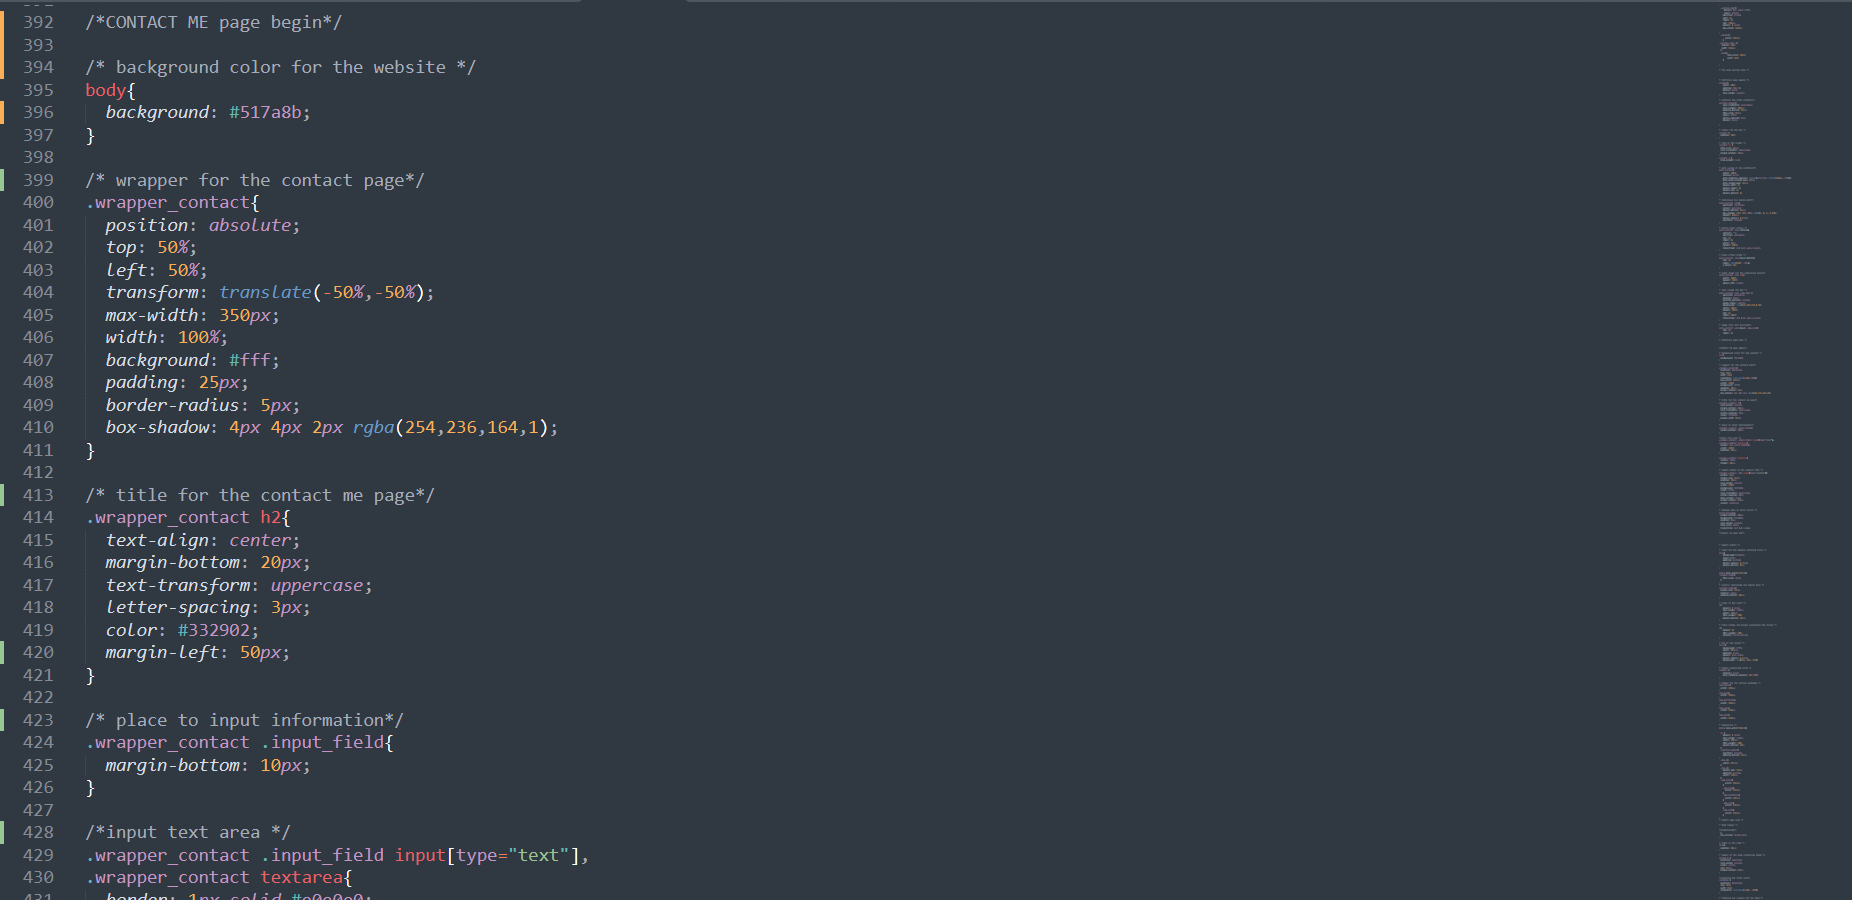 392 /*CONTACT ME page begin*/
393
394 /* background color for the website */
395 body{
396 background: #517a8b;
397 }
398
399 /* wrapper for the contact page*/
400 .wrapper_contact{
401 position: absolute;
402 top: 50%;
403 left: 50%;
404 transform: translate(-50%,-50%);
405 max-width: 350px;
406 width: 100%;
407 background: #fff;
408 padding: 25px;
409 border-radius: 5px;
410 box-shadow: 4px 4px 2px rgba(254,236,164,1);
411 }
412
413 /* title for the contact me page*/
414 .wrapper_contact h2{
415 text-align: center;
416 margin-bottom: 20px;
417 text-transform: uppercase;
418 letter-spacing: 3px;
419 color: #332902;
420 margin-left: 50px;
421 }
422
423 /* place to input information*/
424 .wrapper_contact .input_field{
425 margin-bottom: 10px;
426 }
427
428 /*input text area */
429 .wrapper_contact .input_field input[type="text"],
430 .wrapper_contact textarea{
431 border: 1px solid #e0e0e0;